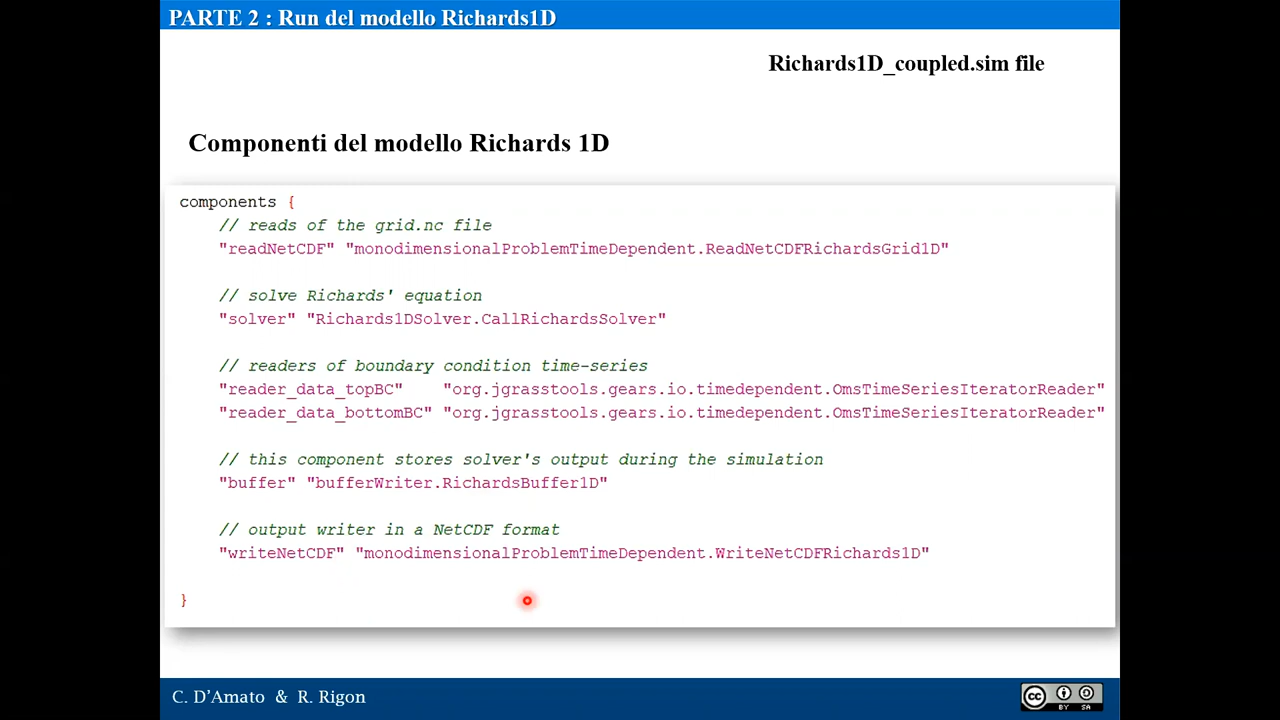 PARTE 2 : Run del modello Richards1D
Richards1D_coupled.sim file
Componenti del modello Richards 1D
components {
// reads of the grid.nc file
"readNetCDF" "monodimensionalProblemTimeDependent.ReadNetCDFRichardsGrid1D"
// solve Richards' equation
"solver" "Richards1DSolver.CallRichardsSolver"
// readers of boundary condition time-series
"reader_data_topBC" "org.jgrasstools.gears.io.timedependent.OmsTimeSeriesIteratorReader"
"reader_data_bottomBC" "org.jgrasstools.gears.io.timedependent.OmsTimeSeriesIteratorReader"
// this component stores solver's output during the simulation
"buffer" "bufferWriter.RichardsBuffer1D"
// output writer in a NetCDF format
"writeNetCDF" "monodimensionalProblemTimeDependent.WriteNetCDFRichards1D"
}
C. D'Amato & R. Rigon
CC BY SA